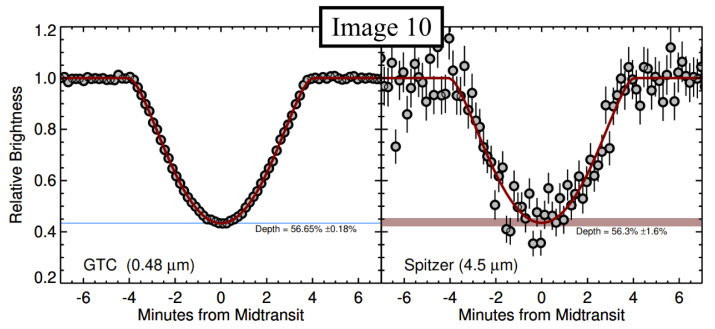 Image 10
1.2
1.0
0.8
0.6
0.4
0.2
Relative Brightness
Depth = 56.65% ±0.18%
GTC (0.48 μm)
-6 -4 -2 0 2 4 6
Minutes from Midtransit
Depth = 56.3% ±1.6%
Spitzer (4.5 μm)
-6 -4 -2 0 2 4 6
Minutes from Midtransit